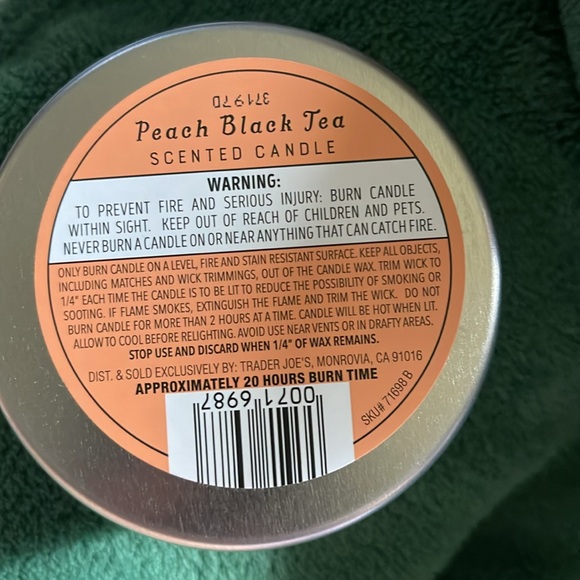 37197D
Peach Black Tea
SCENTED CANDLE
WARNING:
TO PREVENT FIRE AND SERIOUS INJURY: BURN CANDLE
WITHIN SIGHT. KEEP OUT OF REACH OF CHILDREN AND PETS.
NEVER BURN A CANDLE ON OR NEAR ANYTHING THAT CAN CATCH FIRE.
ONLY BURN CANDLE ON A LEVEL, FIRE AND STAIN RESISTANT SURFACE. KEEP ALL OBJECTS,
INCLUDING MATCHES AND WICK TRIMMINGS, OUT OF THE CANDLE WAX. TRIM WICK TO
1/4" EACH TIME THE CANDLE IS TO BE LIT TO REDUCE THE POSSIBILITY OF SMOKING OR
SOOTING. IF FLAME SMOKES, EXTINGUISH THE FLAME AND TRIM THE WICK. DO NOT
BURN CANDLE FOR MORE THAN 2 HOURS AT A TIME. CANDLE WILL BE HOT WHEN LIT.
ALLOW TO COOL BEFORE RELIGHTING. AVOID USE NEAR VENTS OR IN DRAFTY AREAS.
STOP USE AND DISCARD WHEN 1/4" OF WAX REMAINS.
DIST. & SOLD EXCLUSIVELY BY: TRADER JOE'S, MONROVIA, CA 91016
APPROXIMATELY 20 HOURS BURN TIME
0071 6987
SKU# 71698 B